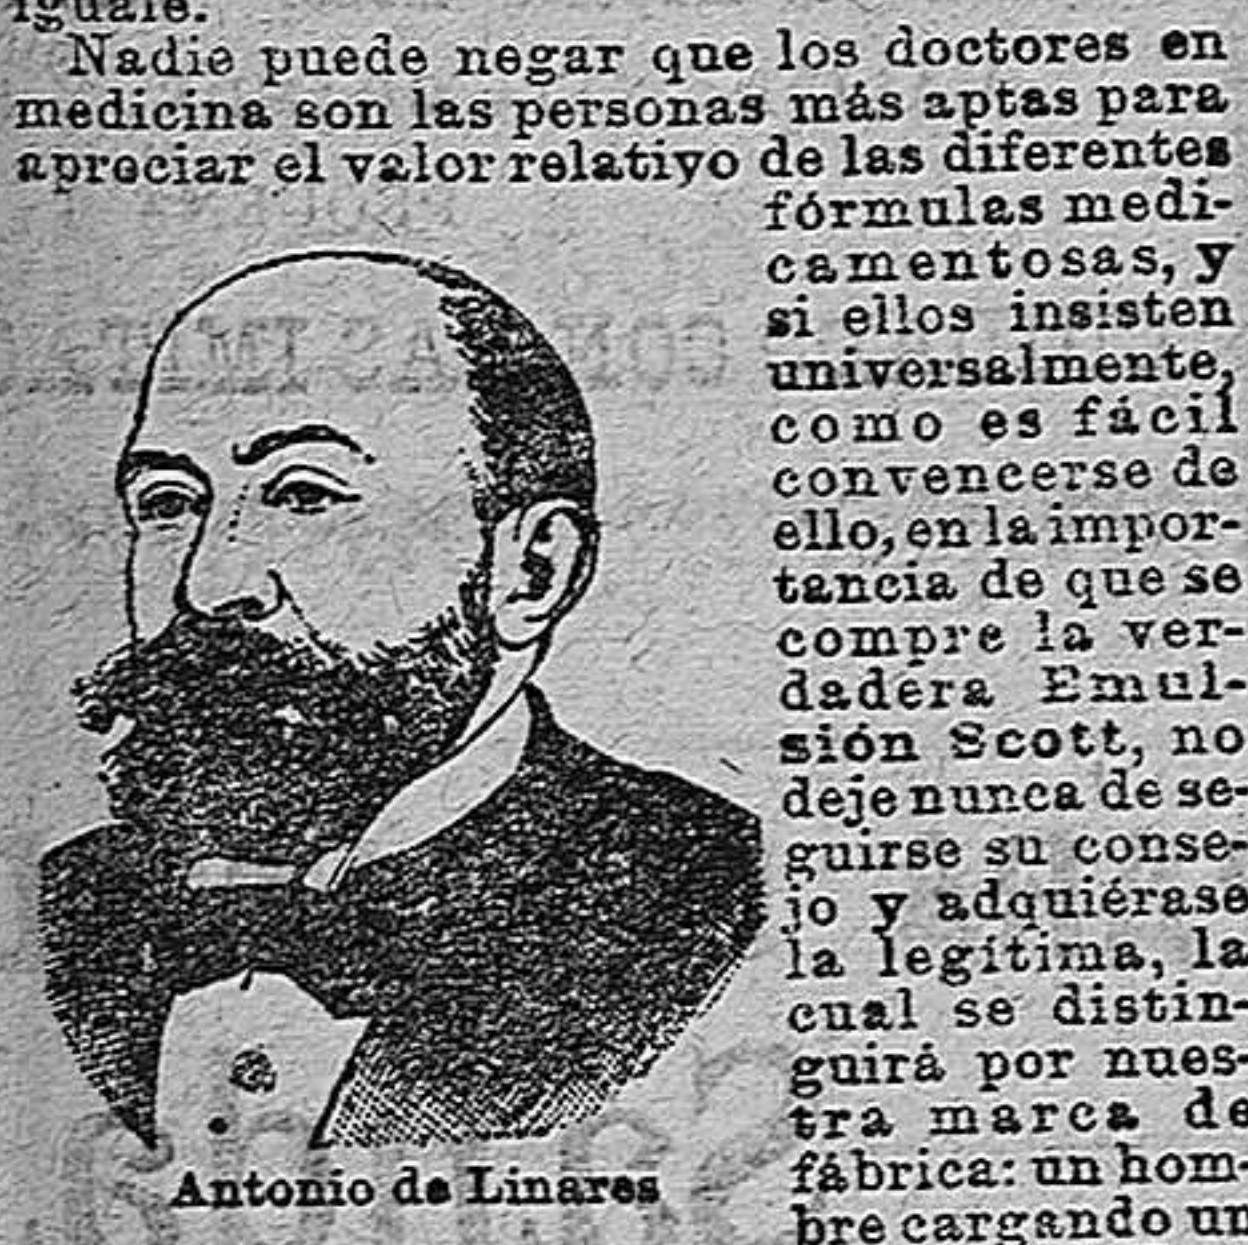 iguale.
Nadie puede negar que los doctores en
medicina son las personas más aptas para
apreciar el valor relativo de las diferentes
fórmulas medi-
camentosas, y
si ellos insisten
universalmente,
como es fácil
convencerse de
ello, en la impor-
tancia de que se
compre la ver-
dadera Emul-
sión Scott, no
deje nunca de se-
guirse su conse-
jo y adquiérase
la legítima, la
cual se distin-
guirá por nues-
tra marca de
fábrica: un hom-
bre cargando un
Antonio de Linares